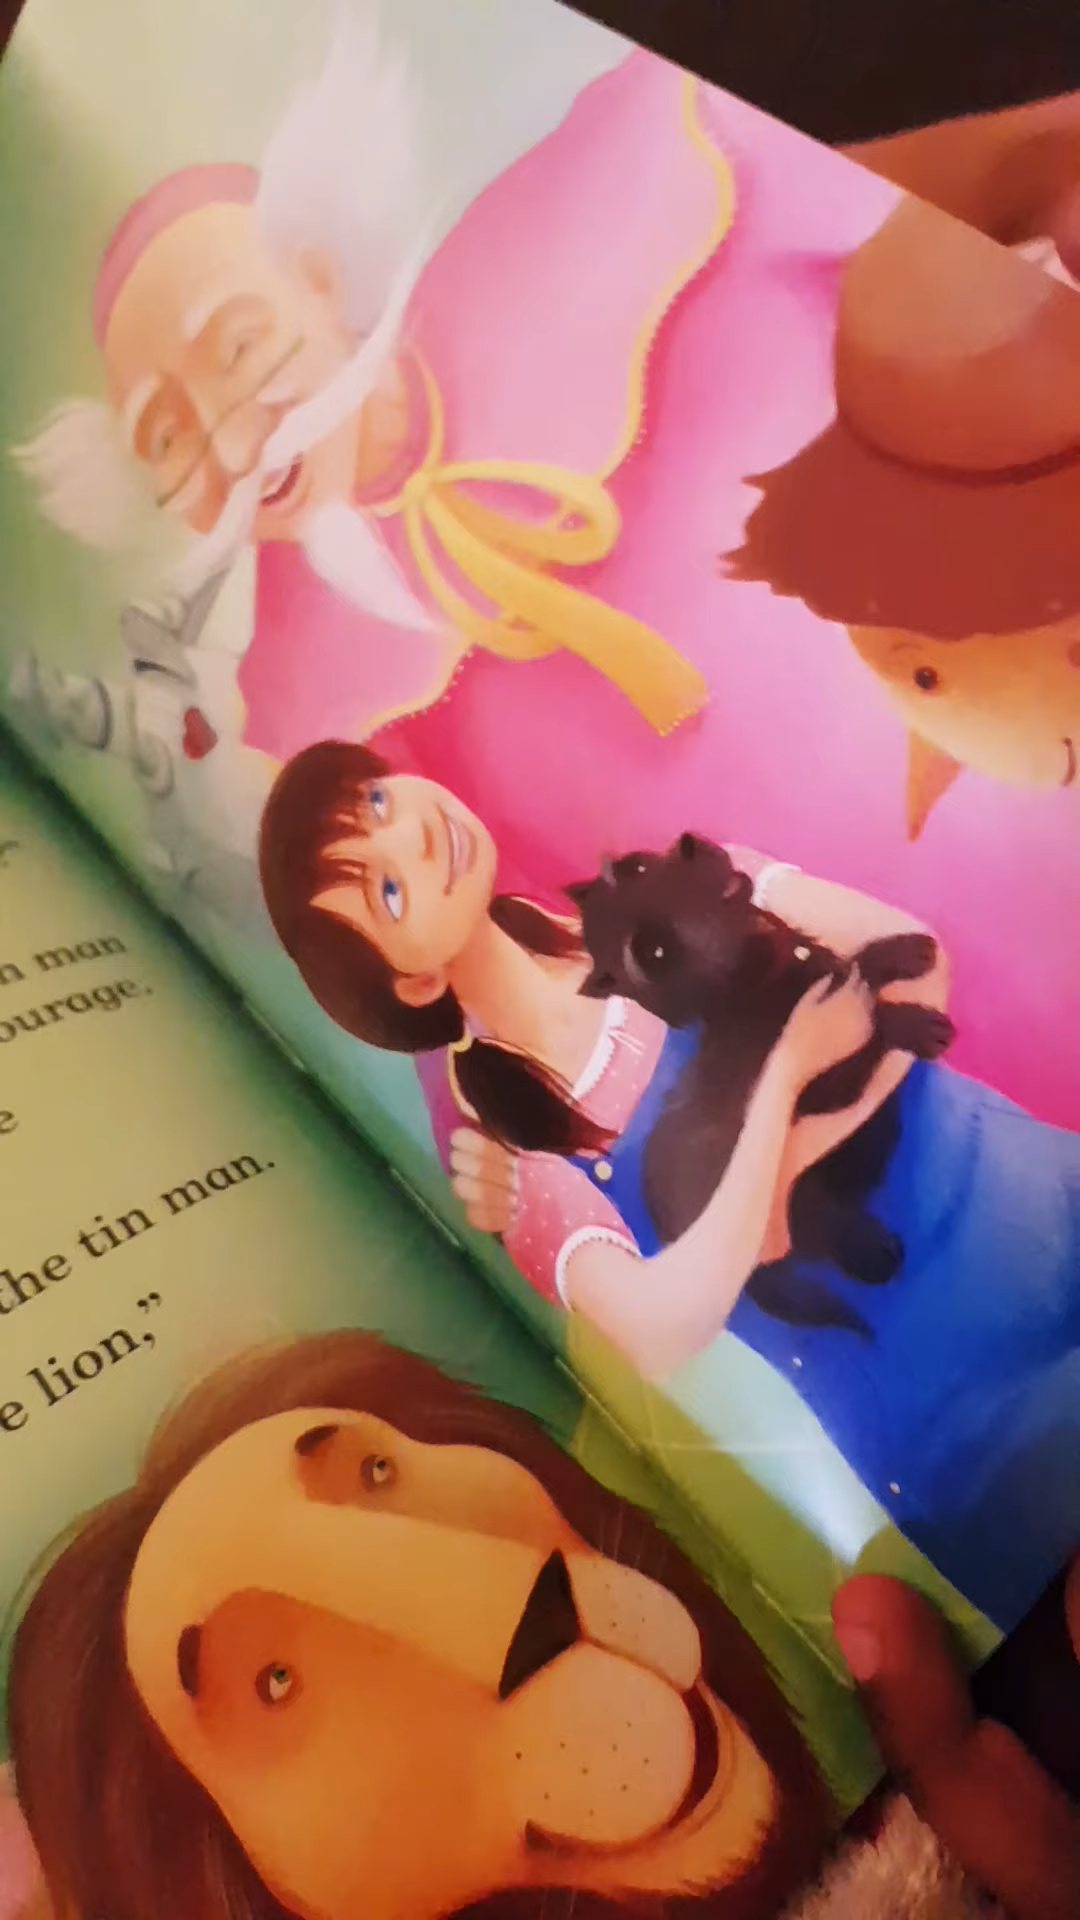 n man
ourage.
e
the tin man.
e lion,”